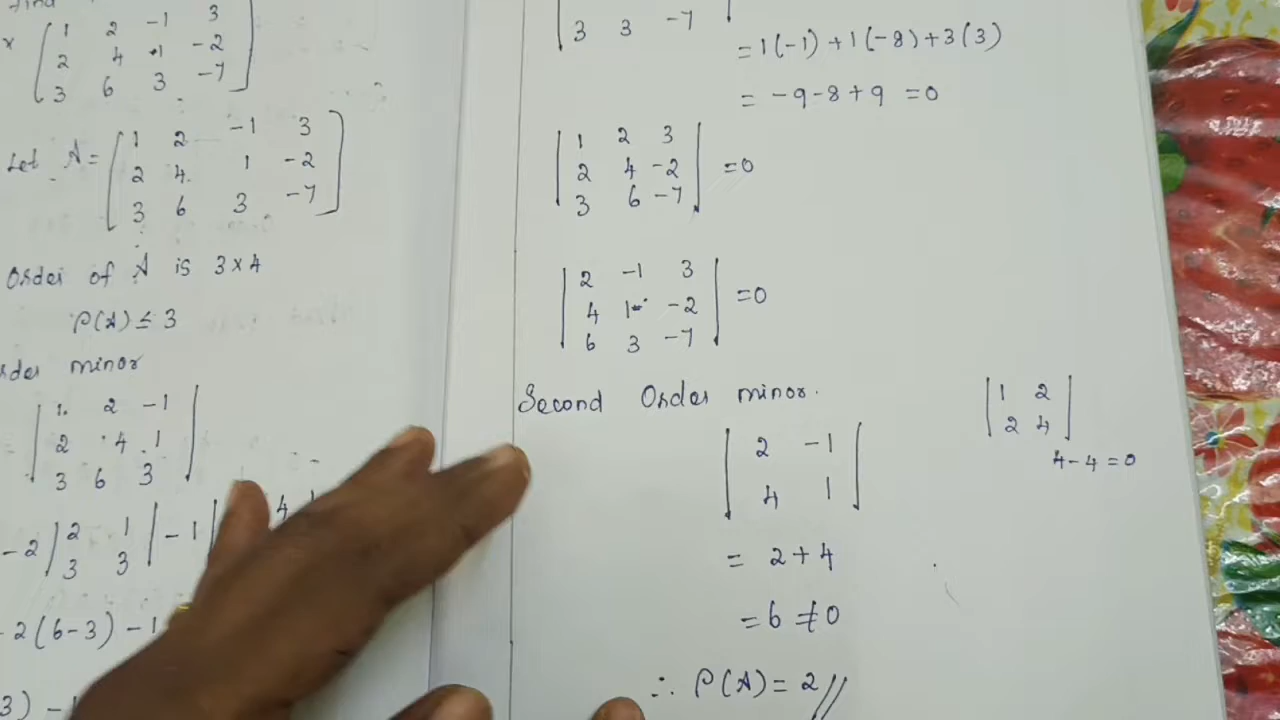 Find
x [1 2 -1 3
2 4 1 -2
3 6 3 -7]
Let A = [1 2 -1 3
2 4 1 -2
3 6 3 -7]
Order of A is 3×4
ρ(A) ≤ 3
minor
= |1 2 -1|
|2 4 1|
|3 6 3|
-2 |2 1| -1 | 4
|3 3|
2(6-3) -1
3) -1
|3 3 -7|
= 1(-1) + 1(-8) + 3(3)
= -9 -8 + 9 = 0
|1 2 3|
|2 4 -2| = 0
|3 6 -7|
|2 -1 3|
|4 1 -2| = 0
|6 3 -7|
Second Order minor.
|2 -1|
|4 1|
= 2+4
= 6 ≠ 0
∴ ρ(A) = 2 //
|1 2|
|2 4|
4-4=0